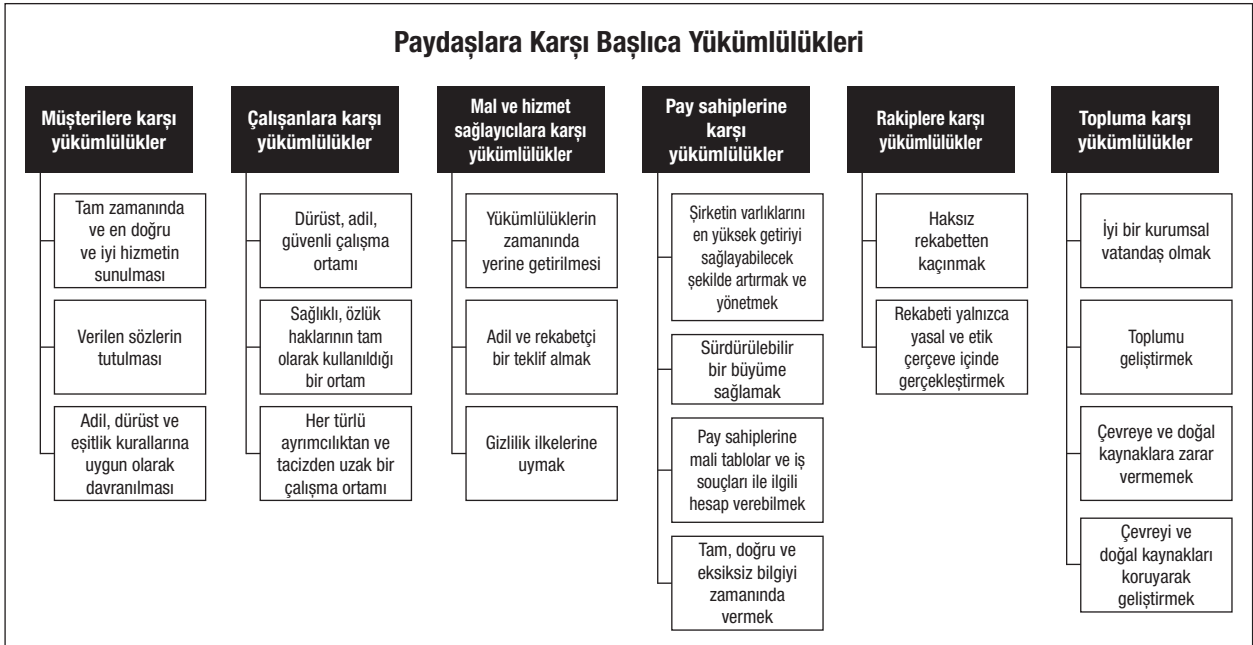 Paydaşlara Karşı Başlıca Yükümlülükleri
Müşterilere karşı
yükümlülükler
Tam zamanında
ve en doğru
ve iyi hizmetin
sunulması
Verilen sözlerin
tutulması
Adil, dürüst ve
eşitlik kurallarına
uygun olarak
davranılması
Çalışanlara karşı
yükümlülükler
Dürüst, adil,
güvenli çalışma
ortamı
Sağlıklı, özlük
haklarının tam
olarak kullanıldığı
bir ortam
Her türlü
ayrımcılıktan ve
tacizden uzak bir
çalışma ortamı
Mal ve hizmet
sağlayıcılara karşı
yükümlülükler
Yükümlülüklerin
zamanında
yerine getirilmesi
Adil ve rekabetçi
bir teklif almak
Gizlilik ilkelerine
uymak
Pay sahiplerine
karşı
yükümlülükler
Şirketin varlıklarını
en yüksek getiriyi
sağlayabilecek
şekilde artırmak ve
yönetmek
Sürdürülebilir
bir büyüme
sağlamak
Pay sahiplerine
mali tablolar ve iş
souçları ile ilgili
hesap verebilmek
Tam, doğru ve
eksiksiz bilgiyi
zamanında
vermek
Rakiplere karşı
yükümlülükler
Haksız
rekabetten
kaçınmak
Rekabeti yalnızca
yasal ve etik
çerçeve içinde
gerçekleştirmek
Topluma karşı
yükümlülükler
İyi bir kurumsal
vatandaş olmak
Toplumu
geliştirmek
Çevreye ve doğal
kaynaklara zarar
vermemek
Çevreyi ve
doğal kaynakları
koruyarak
geliştirmek